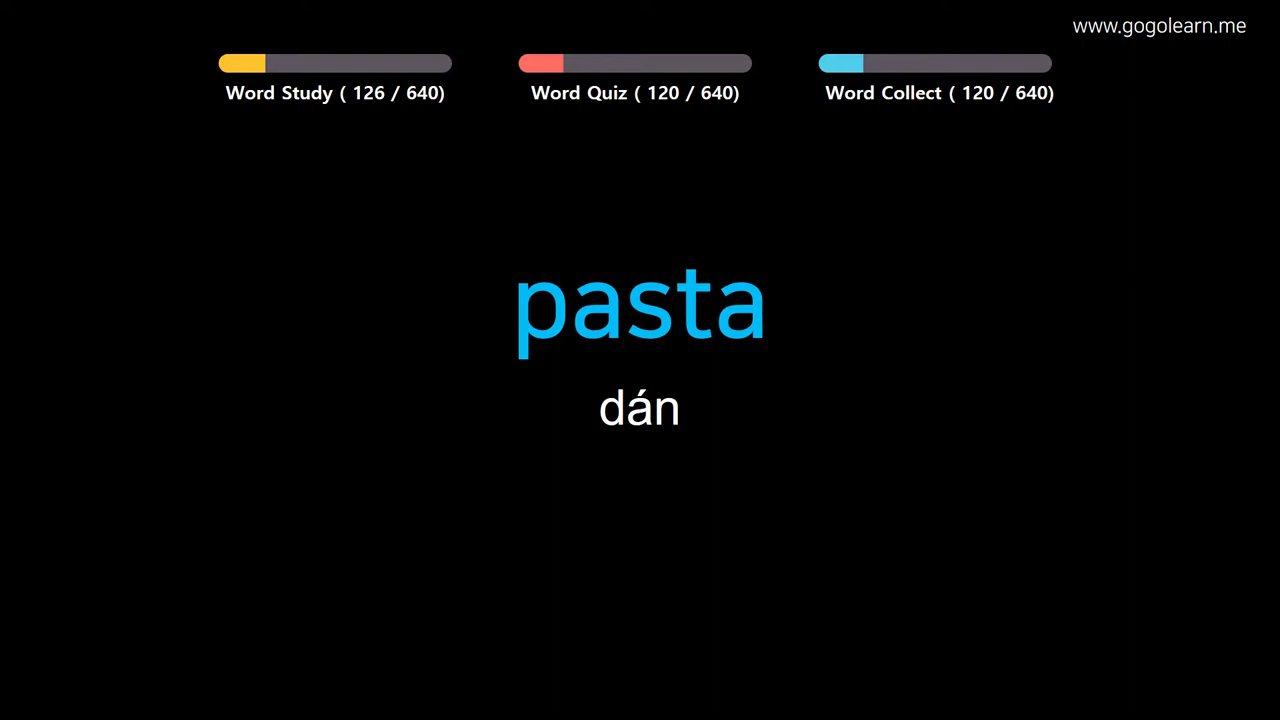 www.gogolearn.me
Word Study ( 126 / 640)
Word Quiz ( 120 / 640)
Word Collect ( 120 / 640)
pasta
dán